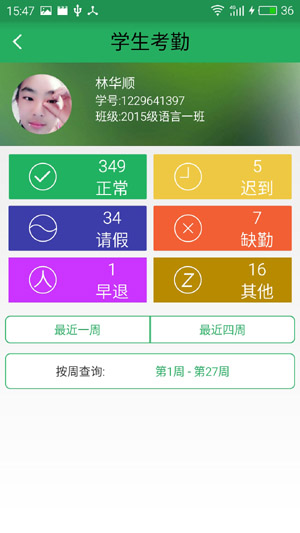 15:47
4G
36
学生考勤
林华顺
学号:1229641397
班级:2015级语言一班
349
正常
5
迟到
34
请假
7
缺勤
人
1
早退
Z
16
其他
最近一周
最近四周
按周查询:
第1周 - 第27周